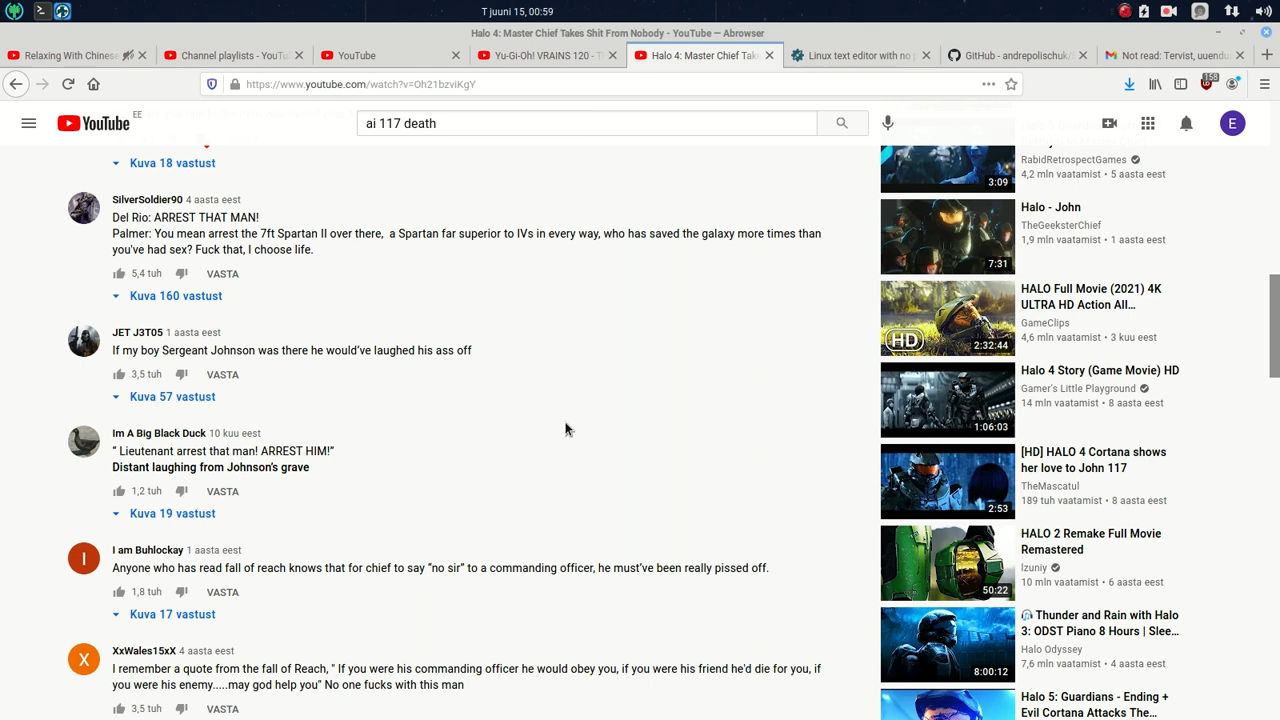 T juuni 15, 00:59
Halo 4: Master Chief Takes Shit From Nobody - YouTube — Abrowser
Relaxing With Chinese
Channel playlists - YouTu
YouTube
Yu-Gi-Oh! VRAINS 120 - T
Halo 4: Master Chief Tak
Linux text editor with no
GitHub - andrepolischuk/
Not read: Tervist, uuendu
https://www.youtube.com/watch?v=Oh21bzviKgY
158
YouTube EE
ai 117 death
E
Kuva 18 vastust
SilverSoldier90 4 aasta eest
Del Rio: ARREST THAT MAN!
Palmer: You mean arrest the 7ft Spartan II over there, a Spartan far superior to IVs in every way, who has saved the galaxy more times than
you've had sex? Fuck that, I choose life.
5,4 tuh VASTA
Kuva 160 vastust
JET J3T05 1 aasta eest
If my boy Sergeant Johnson was there he would've laughed his ass off
3,5 tuh VASTA
Kuva 57 vastust
Im A Big Black Duck 10 kuu eest
“ Lieutenant arrest that man! ARREST HIM!”
Distant laughing from Johnson’s grave
1,2 tuh VASTA
Kuva 19 vastust
I
I am Buhlockay 1 aasta eest
Anyone who has read fall of reach knows that for chief to say “no sir” to a commanding officer, he must’ve been really pissed off.
1,8 tuh VASTA
Kuva 17 vastust
X
XxWales15xX 4 aasta eest
I remember a quote from the fall of Reach, " If you were his commanding officer he would obey you, if you were his friend he'd die for you, if
you were his enemy.....may god help you" No one fucks with this man
3,5 tuh VASTA
3:09
RabidRetrospectGames
4,2 mln vaatamist • 5 aasta eest
7:31
Halo - John
TheGeeksterChief
1,9 mln vaatamist • 1 aasta eest
HD
2:32:44
HALO Full Movie (2021) 4K
ULTRA HD Action All...
GameClips
4,6 mln vaatamist • 3 kuu eest
1:06:03
Halo 4 Story (Game Movie) HD
Gamer's Little Playground
14 mln vaatamist • 8 aasta eest
2:53
[HD] HALO 4 Cortana shows
her love to John 117
TheMascatul
189 tuh vaatamist • 8 aasta eest
50:22
HALO 2 Remake Full Movie
Remastered
Izuniy
10 mln vaatamist • 6 aasta eest
8:00:12
Thunder and Rain with Halo
3: ODST Piano 8 Hours | Slee...
Halo Odyssey
7,6 mln vaatamist • 4 aasta eest
Halo 5: Guardians - Ending +
Evil Cortana Attacks The...